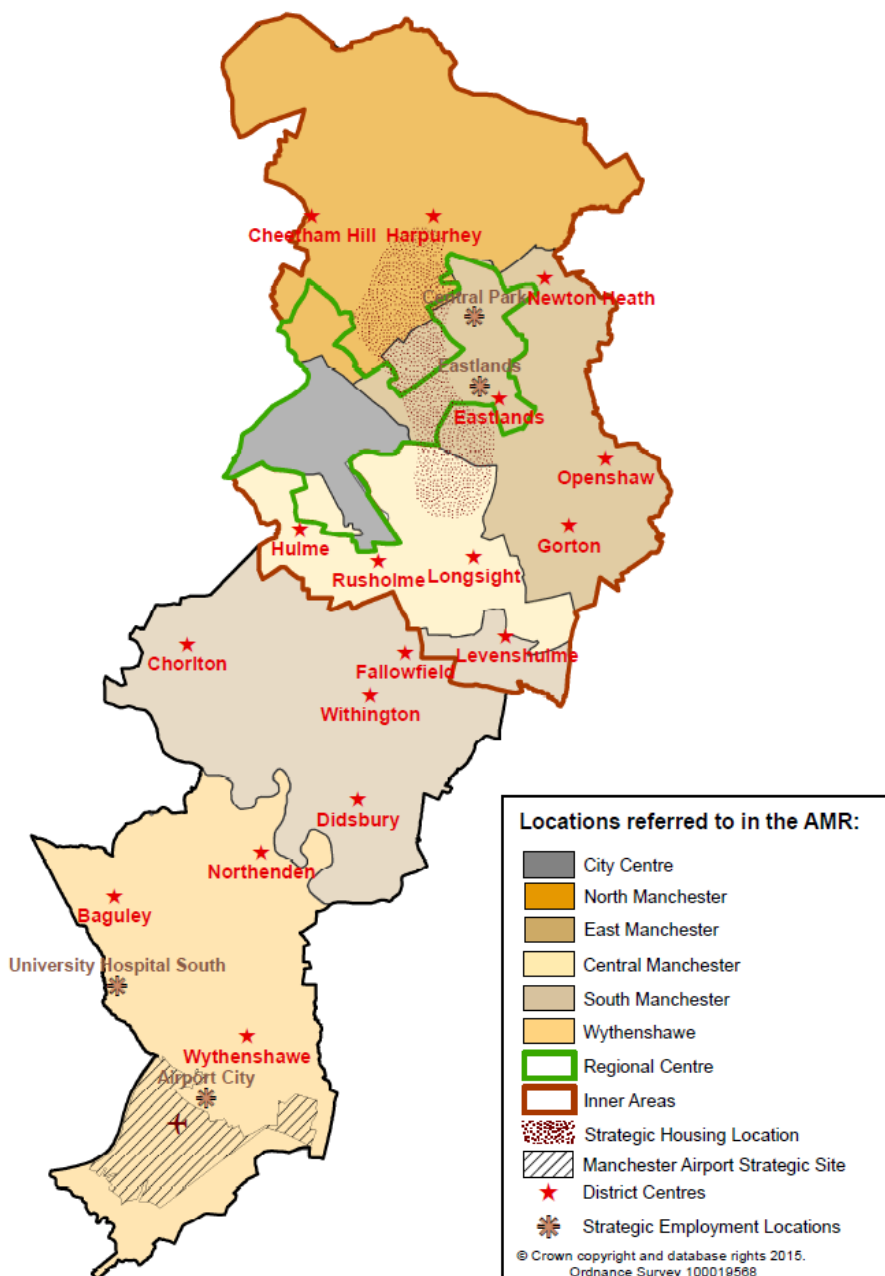 Cheetham Hill
Harpurhey
Central Park
Newton Heath
Eastlands
Eastlands
Openshaw
Gorton
Hulme
Rusholme
Longsight
Chorlton
Fallowfield
Levenshulme
Withington
Didsbury
Northenden
Baguley
University Hospital South
Wythenshawe
Airport City
Locations referred to in the AMR:
City Centre
North Manchester
East Manchester
Central Manchester
South Manchester
Wythenshawe
Regional Centre
Inner Areas
Strategic Housing Location
Manchester Airport Strategic Site
District Centres
Strategic Employment Locations
© Crown copyright and database rights 2015.
Ordnance Survey 100019568